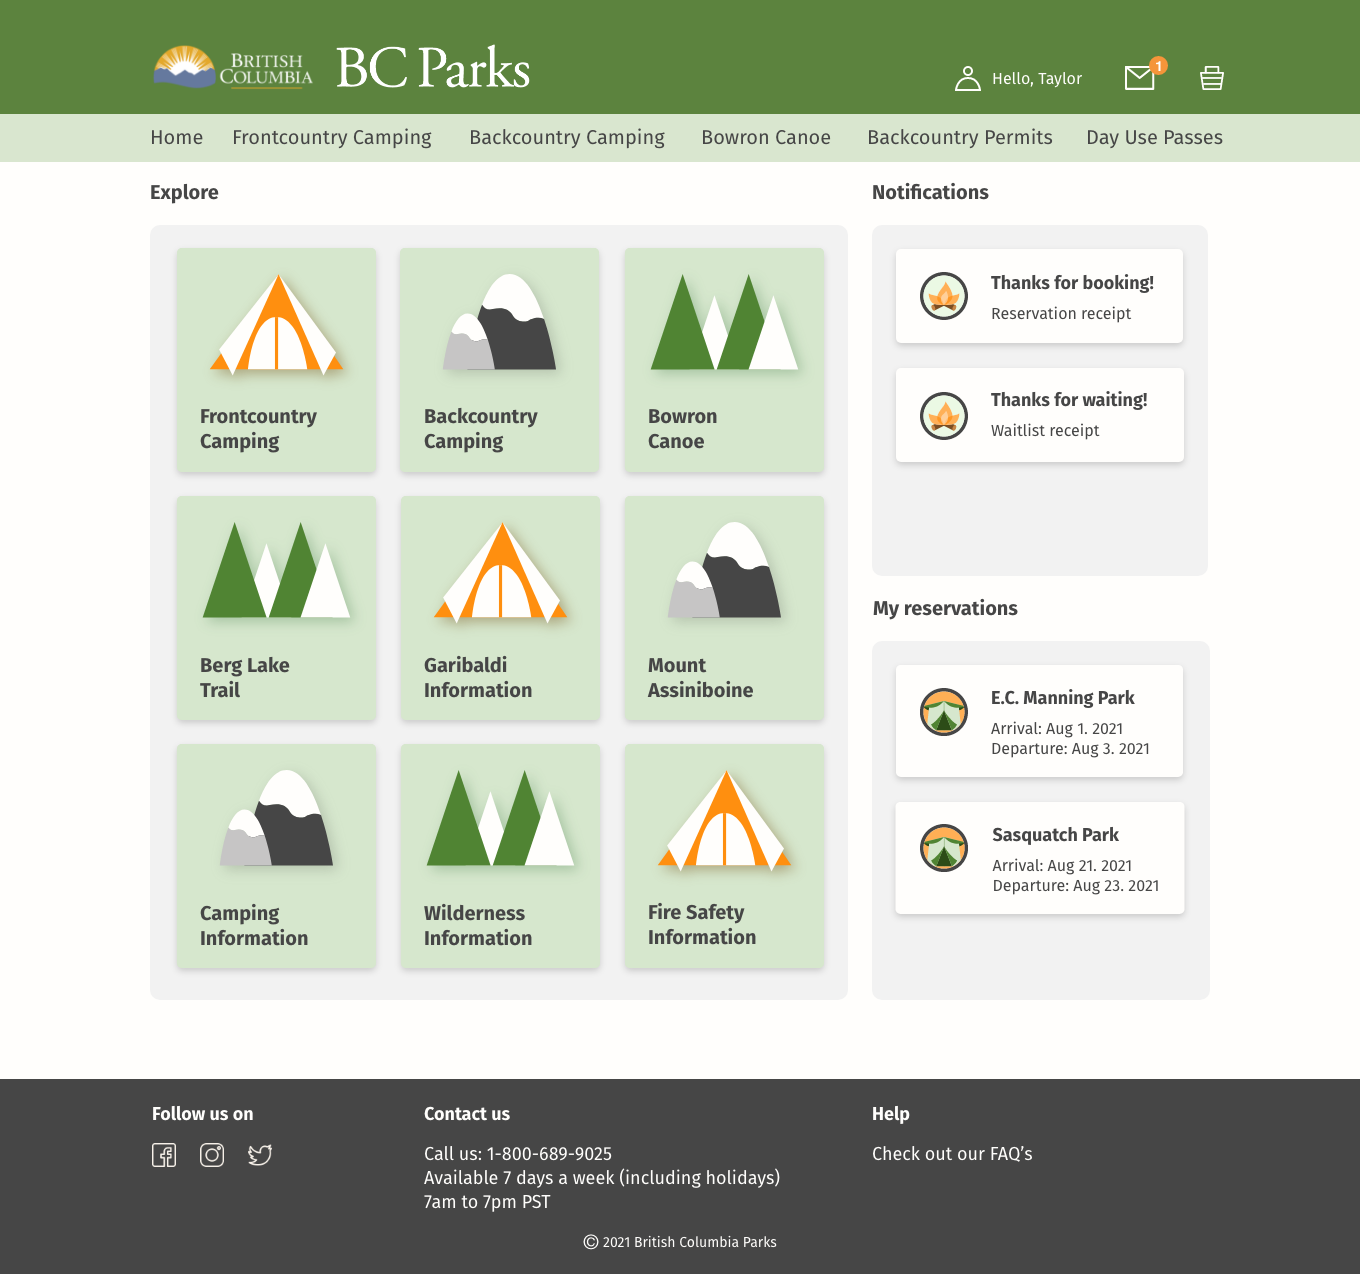 BRITISH
COLUMBIA
BC Parks
Hello, Taylor
1
Home
Frontcountry Camping
Backcountry Camping
Bowron Canoe
Backcountry Permits
Day Use Passes
Explore
Frontcountry
Camping
Backcountry
Camping
Bowron
Canoe
Berg Lake
Trail
Garibaldi
Information
Mount
Assiniboine
Camping
Information
Wilderness
Information
Fire Safety
Information
Notifications
Thanks for booking!
Reservation receipt
Thanks for waiting!
Waitlist receipt
My reservations
E.C. Manning Park
Arrival: Aug 1. 2021
Departure: Aug 3. 2021
Sasquatch Park
Arrival: Aug 21. 2021
Departure: Aug 23. 2021
Follow us on
Contact us
Call us: 1-800-689-9025
Available 7 days a week (including holidays)
7am to 7pm PST
Help
Check out our FAQ’s
© 2021 British Columbia Parks